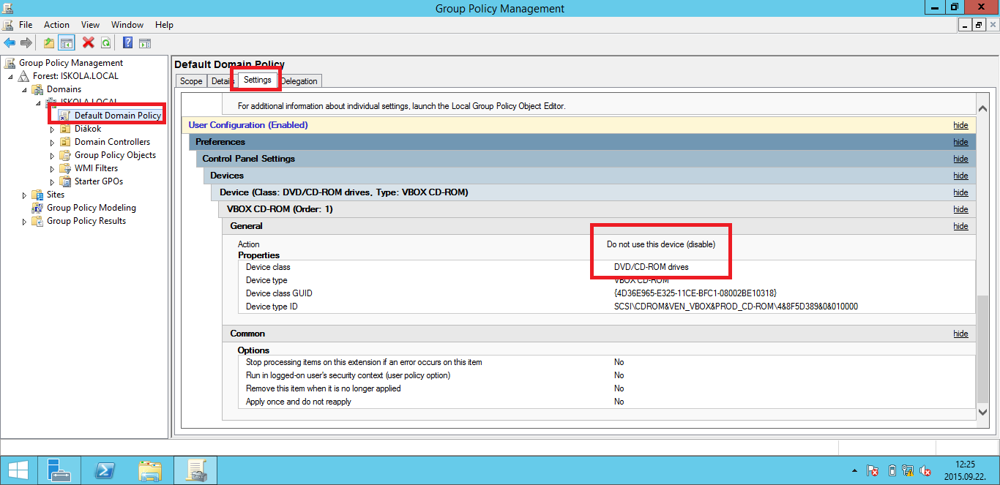 Group Policy Management
File Action View Window Help
Group Policy Management
Forest: ISKOLA.LOCAL
Domains
ISKOLA.LOCAL
Default Domain Policy
Diákok
Domain Controllers
Group Policy Objects
WMI Filters
Starter GPOs
Sites
Group Policy Modeling
Group Policy Results
Default Domain Policy
Scope Details Settings Delegation
For additional information about individual settings, launch the Local Group Policy Object Editor.
User Configuration (Enabled) hide
Preferences hide
Control Panel Settings hide
Devices hide
Device (Class: DVD/CD-ROM drives, Type: VBOX CD-ROM) hide
VBOX CD-ROM (Order: 1) hide
General hide
Action Do not use this device (disable)
Properties
Device class DVD/CD-ROM drives
Device type VBOX CD-ROM
Device class GUID {4D36E965-E325-11CE-BFC1-08002BE10318}
Device type ID SCSI\CDROM&VEN_VBOX&PROD_CD-ROM\4&8F5D389&0&010000
Common hide
Options
Stop processing items on this extension if an error occurs on this item No
Run in logged-on user's security context (user policy option) No
Remove this item when it is no longer applied No
Apply once and do not reapply No
12:25
2015.09.22.